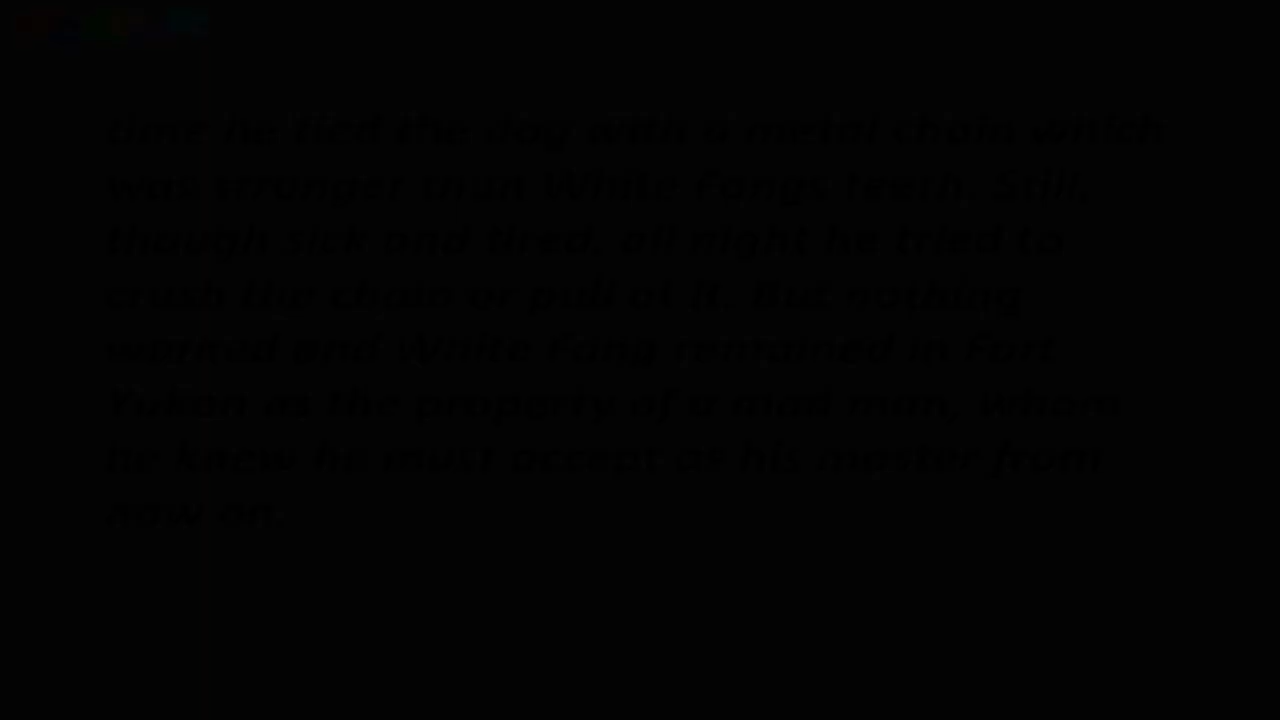 time he tied the dog with a metal chain which
was stronger than White Fangs teeth. Still,
though sick and tired, all night he tried to
the chain or pull at it. But nothing
worked and White Fang remained in Fort
Yukon as the property of a mad man, whom
he knew he must accept as his master from
now on.